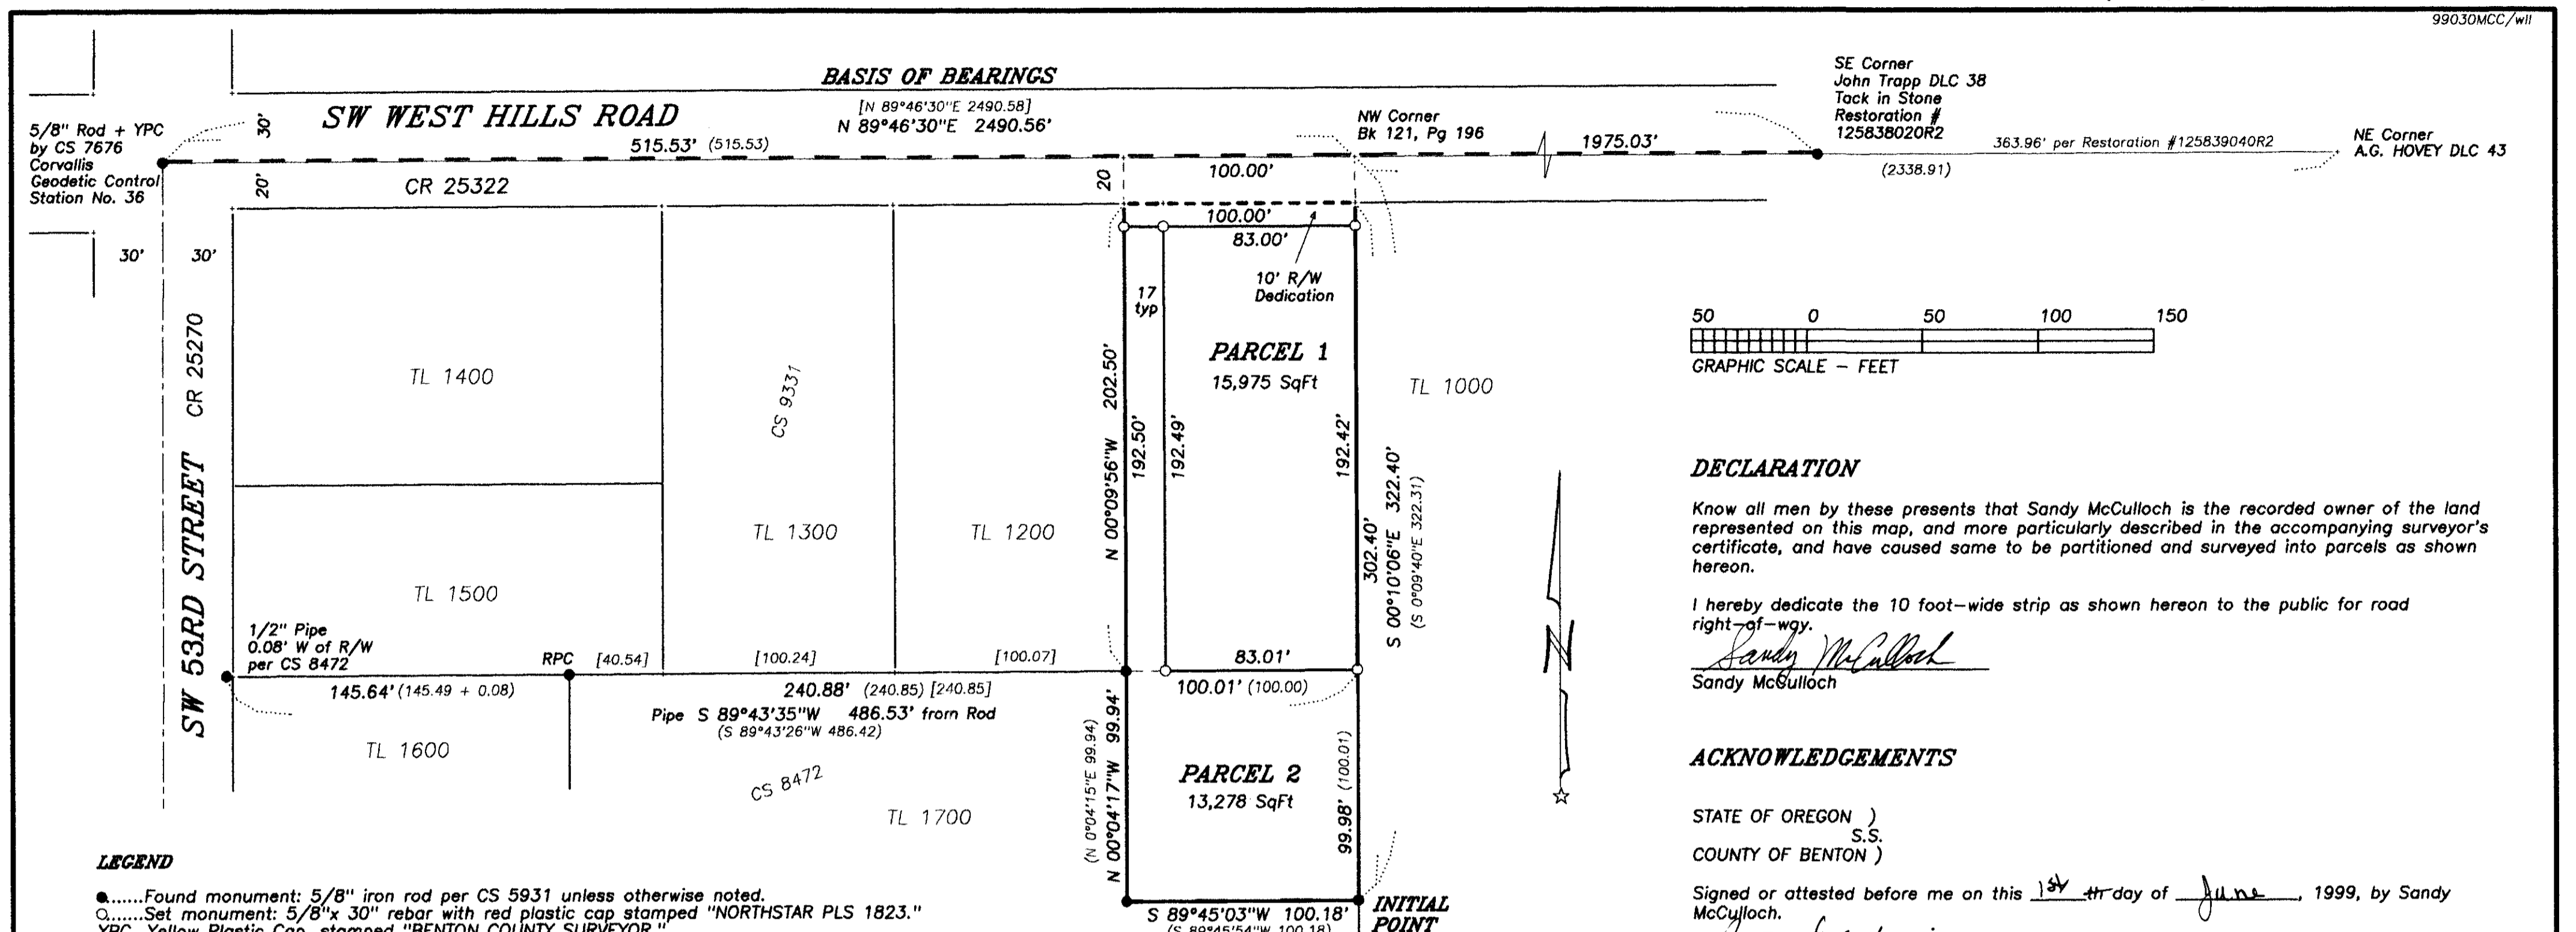 99030MCC/wll
BASIS OF BEARINGS
[N 89°46'30"E 2490.58]
N 89°46'30"E 2490.56'
SW WEST HILLS ROAD
515.53' (515.53)
CR 25322
30'
20'
5/8" Rod + YPC
by CS 7676
Corvallis
Geodetic Control
Station No. 36
30' 30'
SW 53RD STREET CR 25270
NW Corner
Bk 121, Pg 196
1975.03'
SE Corner
John Trapp DLC 38
Tack in Stone
Restoration #
125838020R2
363.96' per Restoration #125839040R2
(2338.91)
NE Corner
A.G. HOVEY DLC 43
20
100.00'
100.00'
83.00'
10' R/W
Dedication
17
typ
PARCEL 1
15,975 SqFt
N 00°09'56"W 202.50'
192.50'
192.49'
192.42'
302.40'
S 00°10'06"E 322.40'
(S 0°09'40"E 322.31)
TL 1000
TL 1400
CS 9331
TL 1300
TL 1200
TL 1500
1/2" Pipe
0.08' W of R/W
per CS 8472
RPC
[40.54]
[100.24]
[100.07]
145.64' (145.49 + 0.08)
240.88' (240.85) [240.85]
Pipe S 89°43'35"W 486.53' from Rod
(S 89°43'26"W 486.42)
TL 1600
CS 8472
TL 1700
83.01'
100.01' (100.00)
(N 0°04'15"E 99.94)
N 00°04'17"W 99.94'
PARCEL 2
13,278 SqFt
99.98' (100.01)
S 89°45'03"W 100.18'
(S 89°45'54"W 100.18)
INITIAL
POINT
50 0 50 100 150
GRAPHIC SCALE - FEET
N
DECLARATION
Know all men by these presents that Sandy McCulloch is the recorded owner of the land
represented on this map, and more particularly described in the accompanying surveyor's
certificate, and have caused same to be partitioned and surveyed into parcels as shown
hereon.
I hereby dedicate the 10 foot-wide strip as shown hereon to the public for road
right-of-way.
Sandy McCulloch
Sandy McCulloch
ACKNOWLEDGEMENTS
STATE OF OREGON )
S.S.
COUNTY OF BENTON )
Signed or attested before me on this 1st th day of June, 1999, by Sandy
McCulloch.
LEGEND
●......Found monument: 5/8" iron rod per CS 5931 unless otherwise noted.
○......Set monument: 5/8"x 30" rebar with red plastic cap stamped "NORTHSTAR PLS 1823."
YPC..Yellow Plastic Cap, stamped "BENTON COUNTY SURVEYOR."